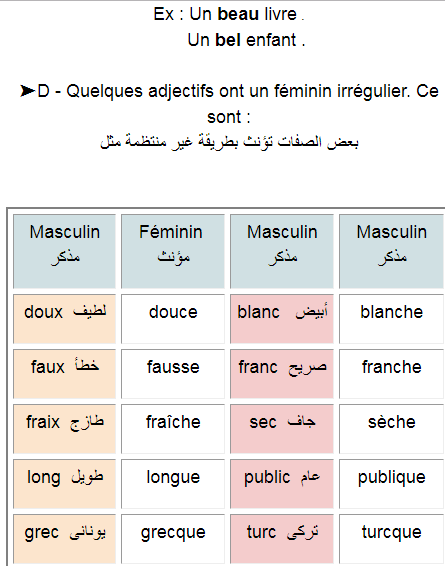 Ex : Un beau livre .
Un bel enfant .
➤D - Quelques adjectifs ont un féminin irrégulier. Ce
sont :
بعض الصفات تؤنث بطريقة غير منتظمة مثل
Masculin Féminin Masculin Masculin
مذكر مؤنث مذكر مذكر
doux لطيف douce blanc أبيض blanche
faux خطأ fausse franc صريح franche
fraix طازج fraîche sec جاف sèche
long طويل longue public عام publique
grec يونانى grecque turc تركى turcque